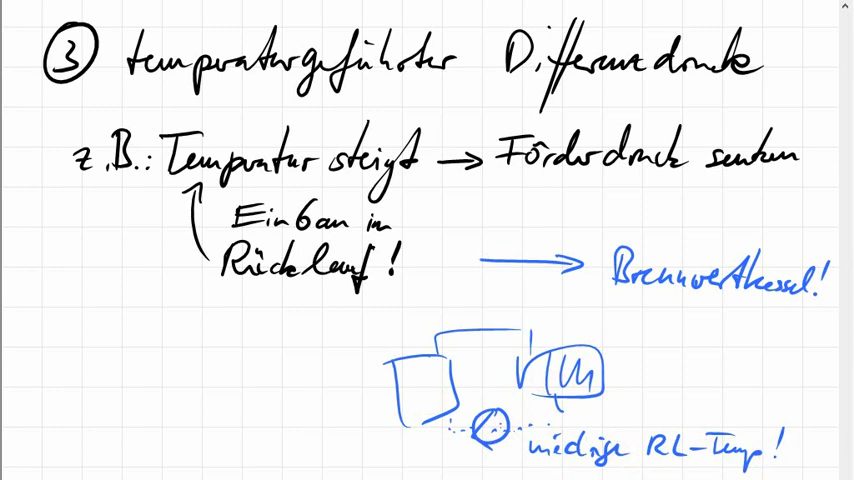 ③ temperaturgeführter Differenzdruck
z.B.: Temperatur steigt → Förderdruck senken
Einbau in
Rücklauf!
→ Brennwertkessel!
niedrige RL-Temp!